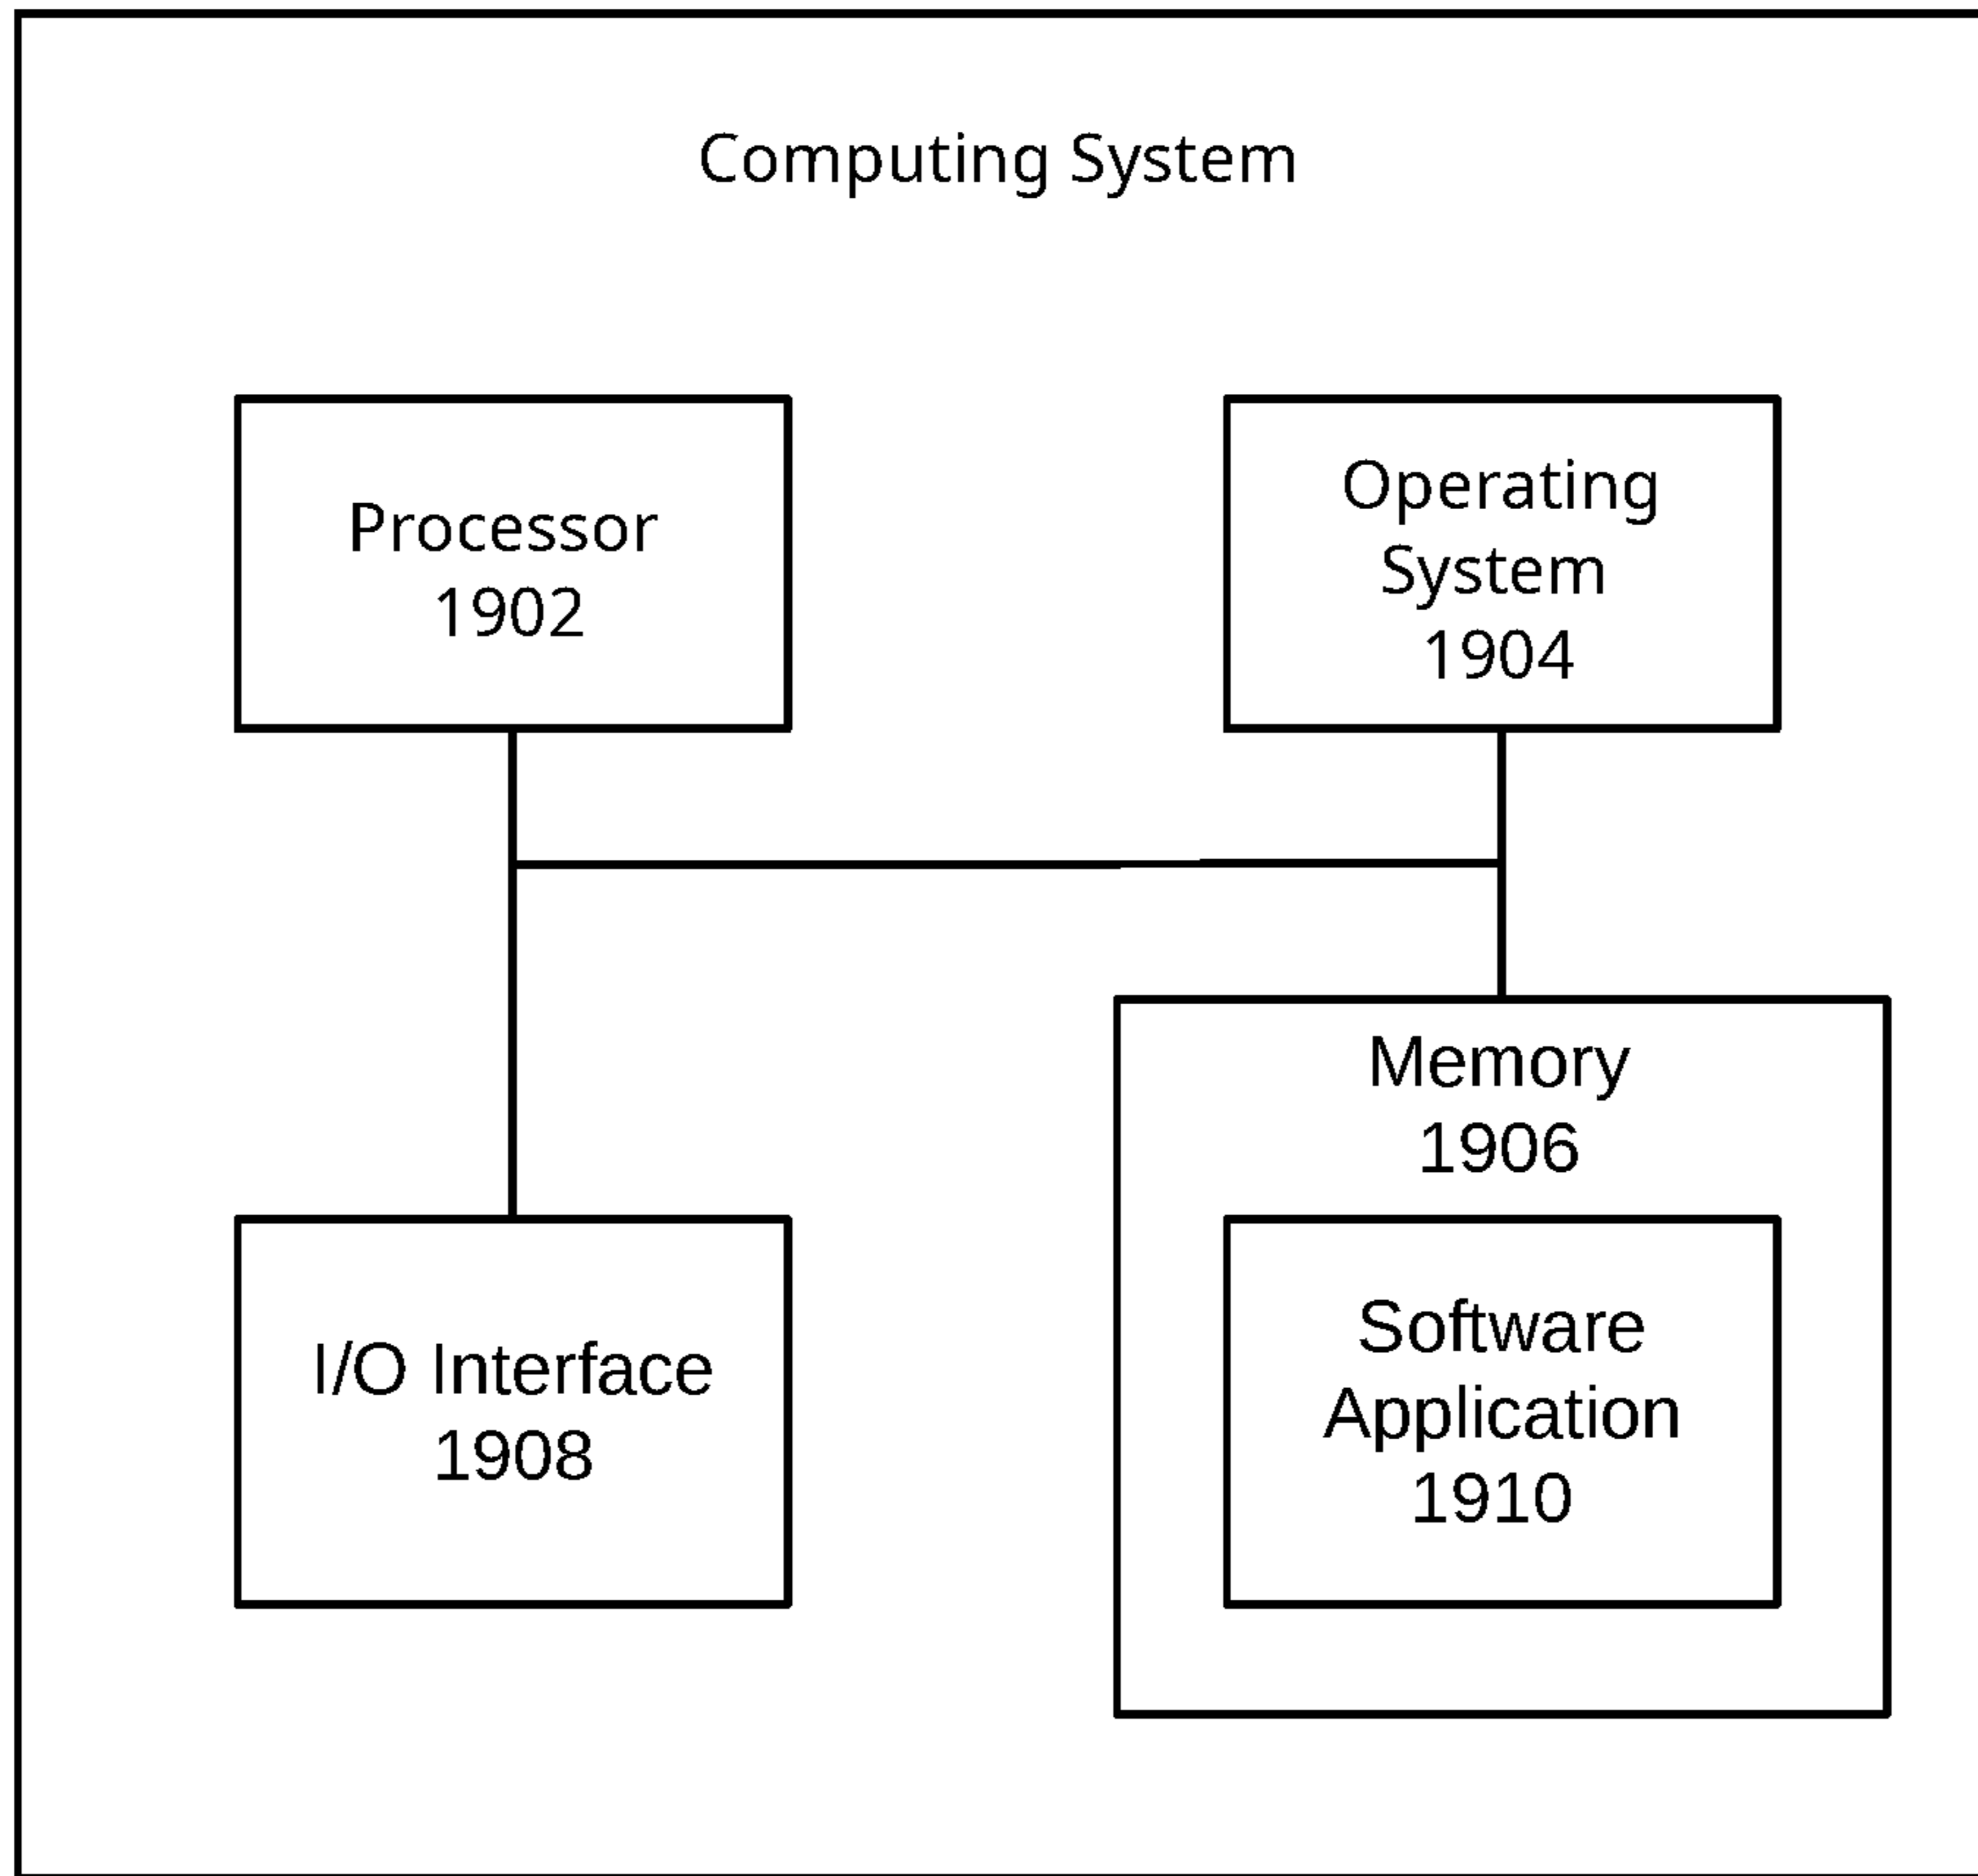 Computing System
Processor
1902
Operating
System
1904
Memory
1906
I/O Interface
1908
Software
Application
1910